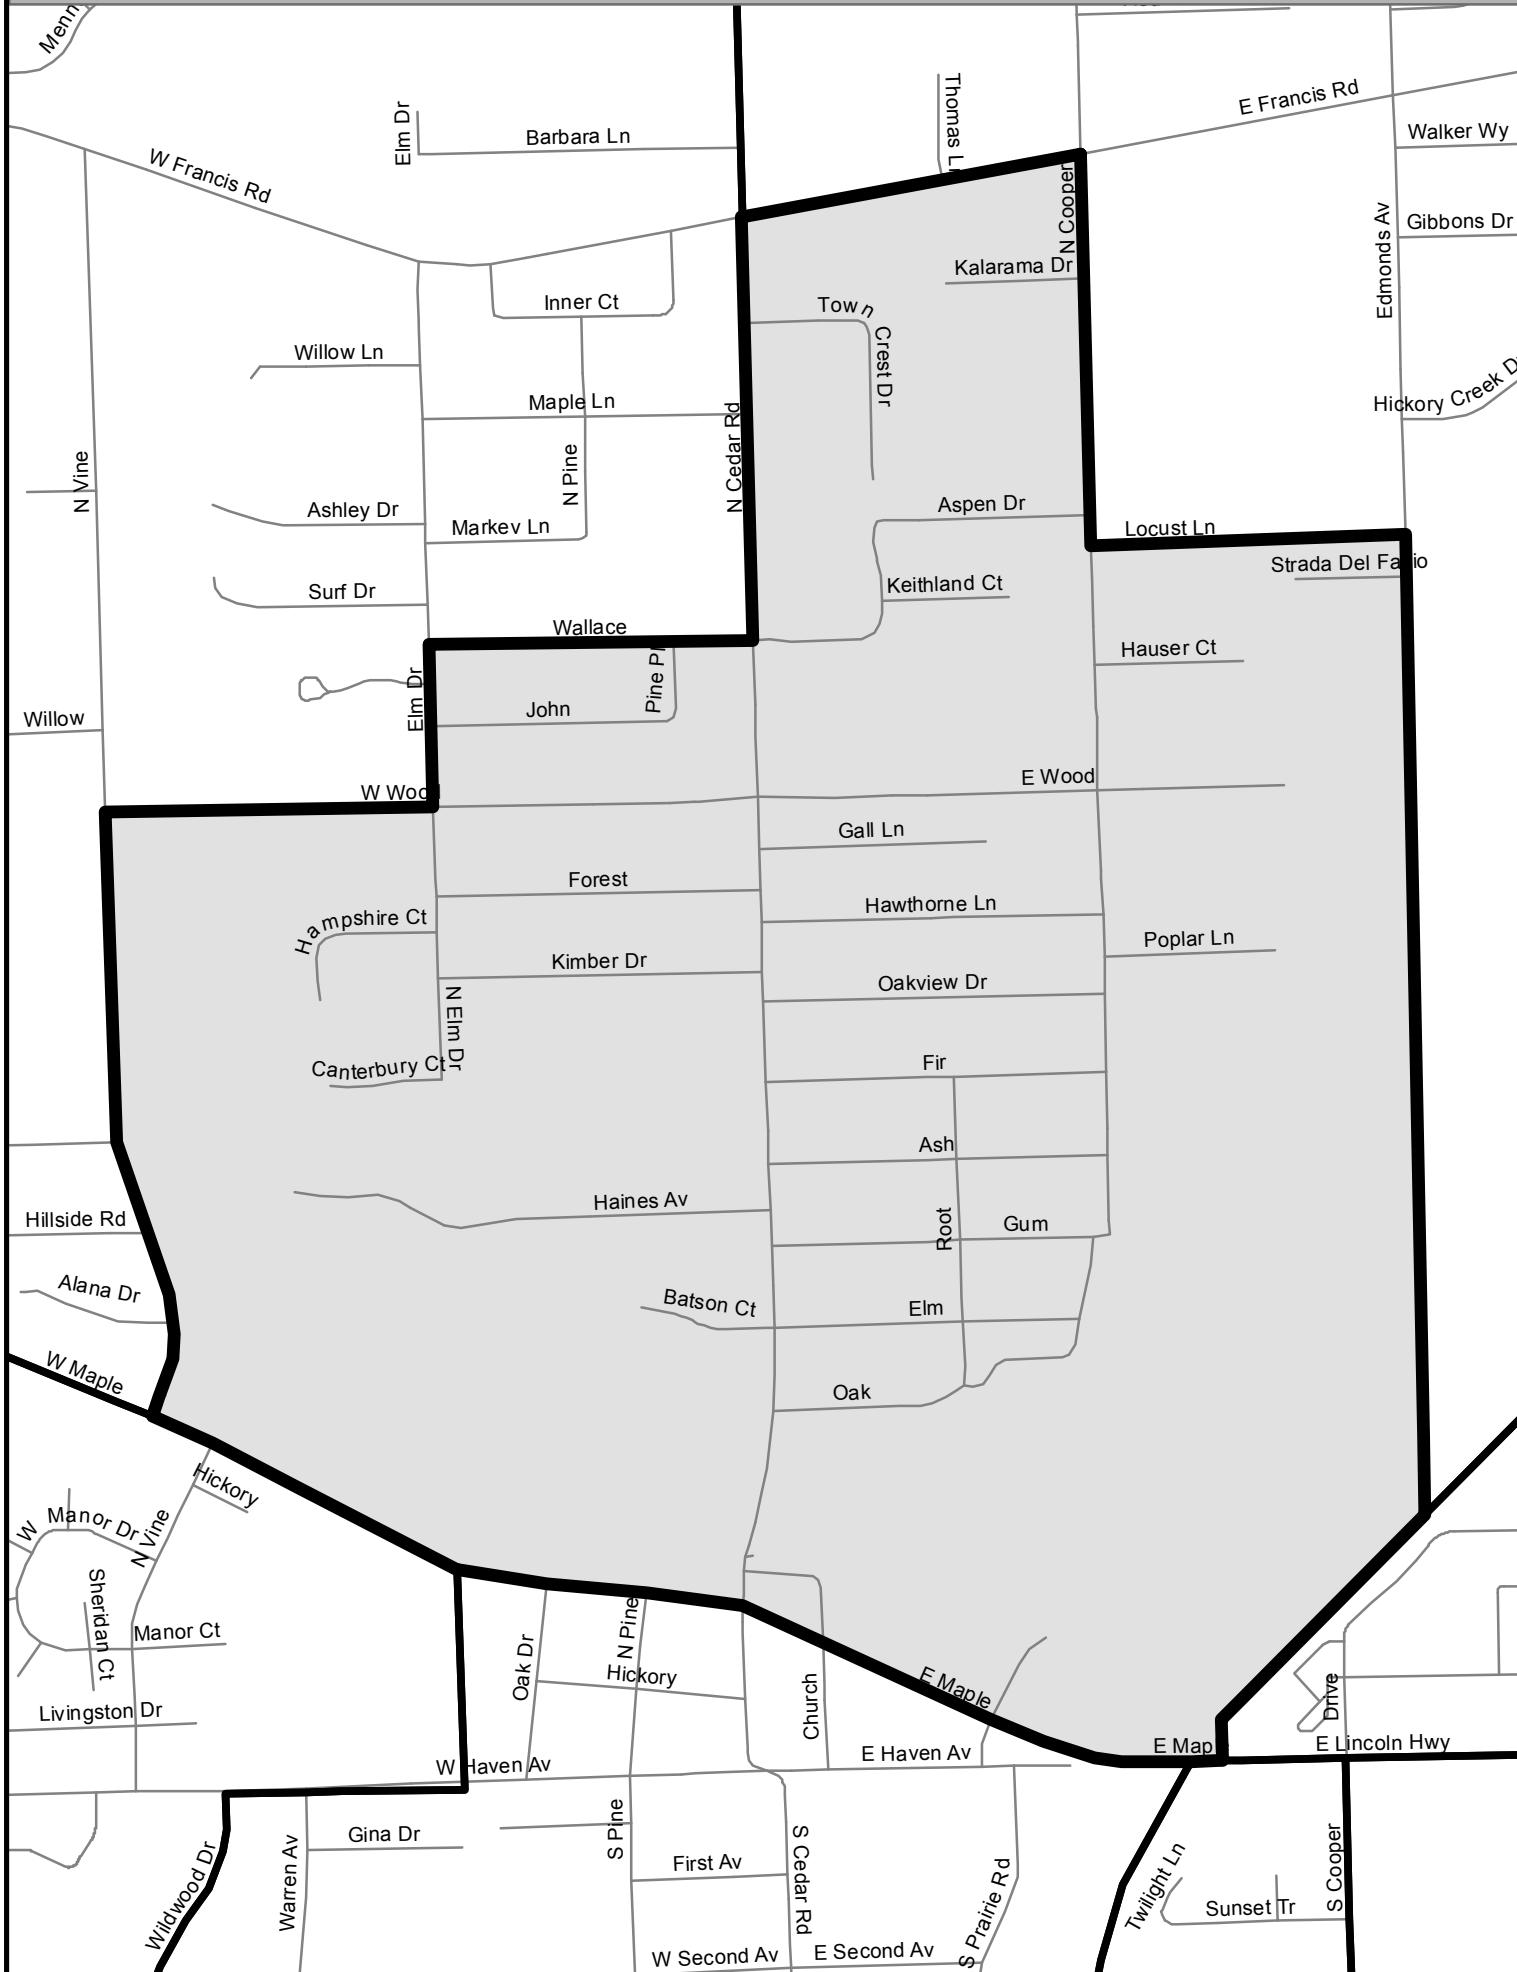 Menn
Elm Dr
Barbara Ln
Thomas Ln
E Francis Rd
Walker Wy
W Francis Rd
N Cooper
Edmonds Av
Gibbons Dr
Kalarama Dr
Inner Ct
Town Crest Dr
Willow Ln
Maple Ln
Hickory Creek D
N Vine
N Pine
N Cedar Rd
Ashley Dr
Markev Ln
Aspen Dr
Locust Ln
Strada Del Fa io
Surf Dr
Keithland Ct
Wallace
Hauser Ct
Elm Dr
John
Pine Pl
Willow
W Wood
E Wood
Gall Ln
Forest
Hawthorne Ln
Hampshire Ct
Kimber Dr
Poplar Ln
Oakview Dr
N Elm Dr
Canterbury Ct
Fir
Ash
Haines Av
Root
Gum
Hillside Rd
Alana Dr
Batson Ct
Elm
W Maple
Oak
Hickory
W Manor Dr
N Vine
Sheridan Ct
Manor Ct
Oak Dr
N Pine
Hickory
Church
E Maple
Drive
Livingston Dr
W Haven Av
E Haven Av
E Map
E Lincoln Hwy
Wildwood Dr
Warren Av
Gina Dr
S Pine
First Av
S Cedar Rd
S Prairie Rd
Twilight Ln
Sunset Tr
S Cooper
W Second Av
E Second Av